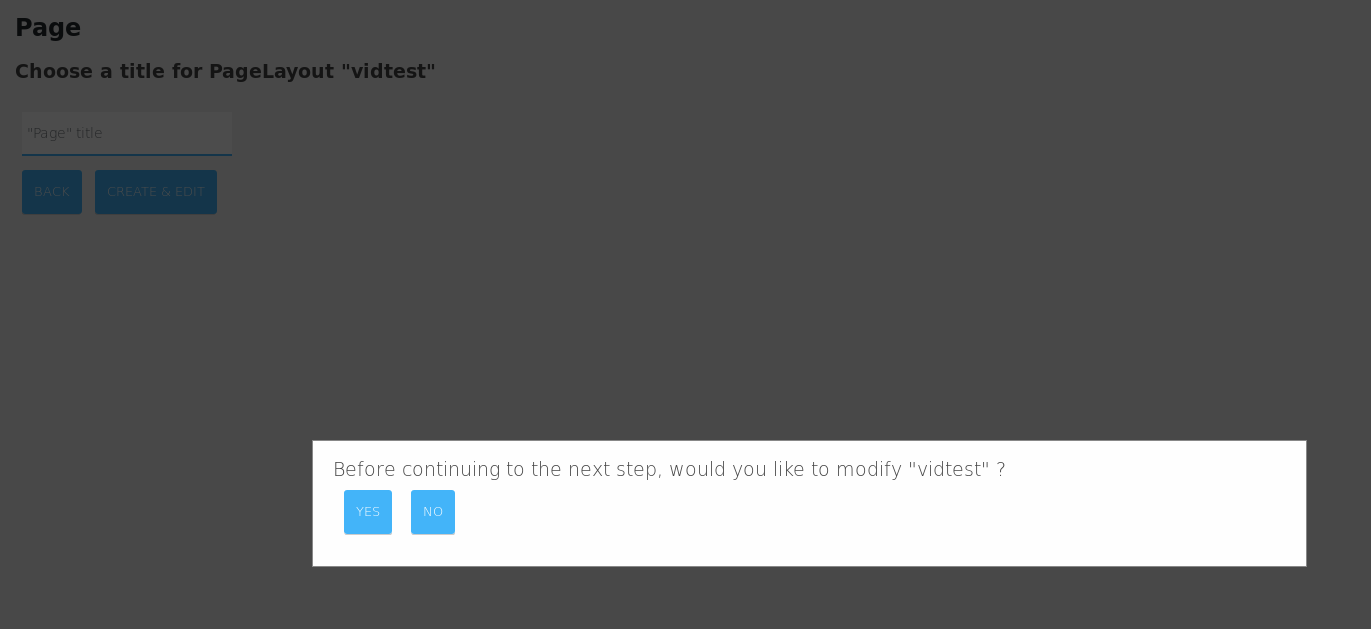 Page
Choose a title for PageLayout "vidtest"
"Page" title
BACK CREATE & EDIT
Before continuing to the next step, would you like to modify "vidtest" ?
YES NO